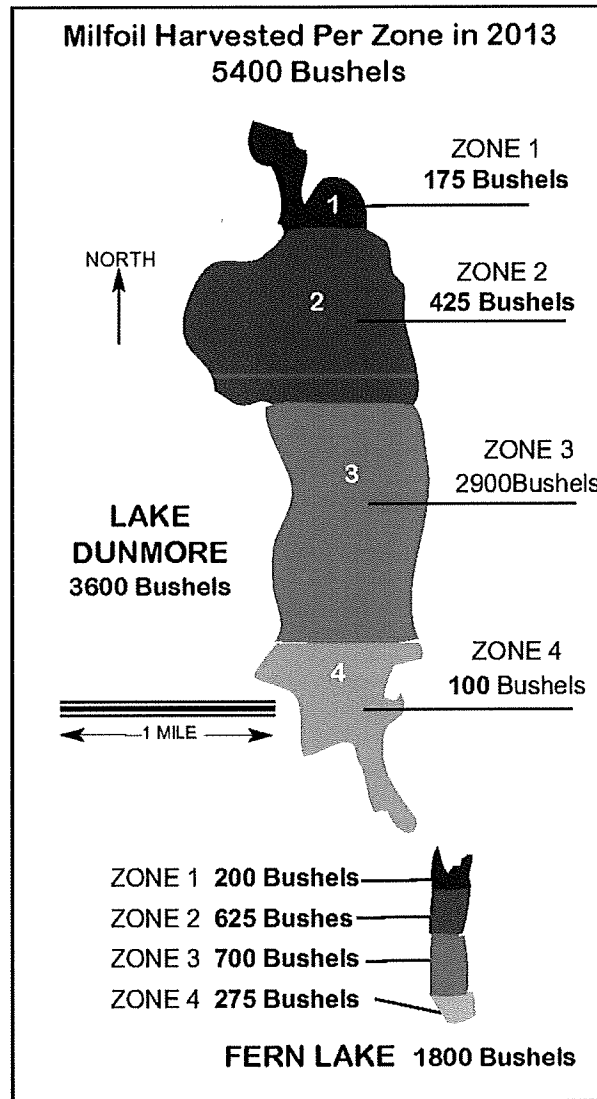 Milfoil Harvested Per Zone in 2013
5400 Bushels
ZONE 1
175 Bushels
1
NORTH
ZONE 2
425 Bushels
2
ZONE 3
2900Bushels
3
LAKE
DUNMORE
3600 Bushels
ZONE 4
100 Bushels
4
1 MILE
ZONE 1 200 Bushels
ZONE 2 625 Bushes
ZONE 3 700 Bushels
ZONE 4 275 Bushels
FERN LAKE 1800 Bushels